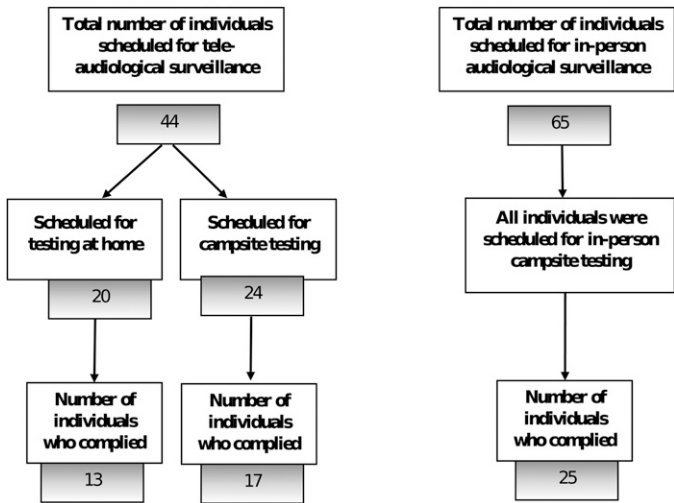 Total number of individuals
scheduled for tele-
audiological surveillance
44
Scheduled for
testing at home
20
Scheduled for
campsite testing
24
Number of
individuals
who complied
13
Number of
individuals
who complied
17
Total number of individuals
scheduled for in-person
audiological surveillance
65
All individuals were
scheduled for in-person
campsite testing
Number of
individuals
who complied
25